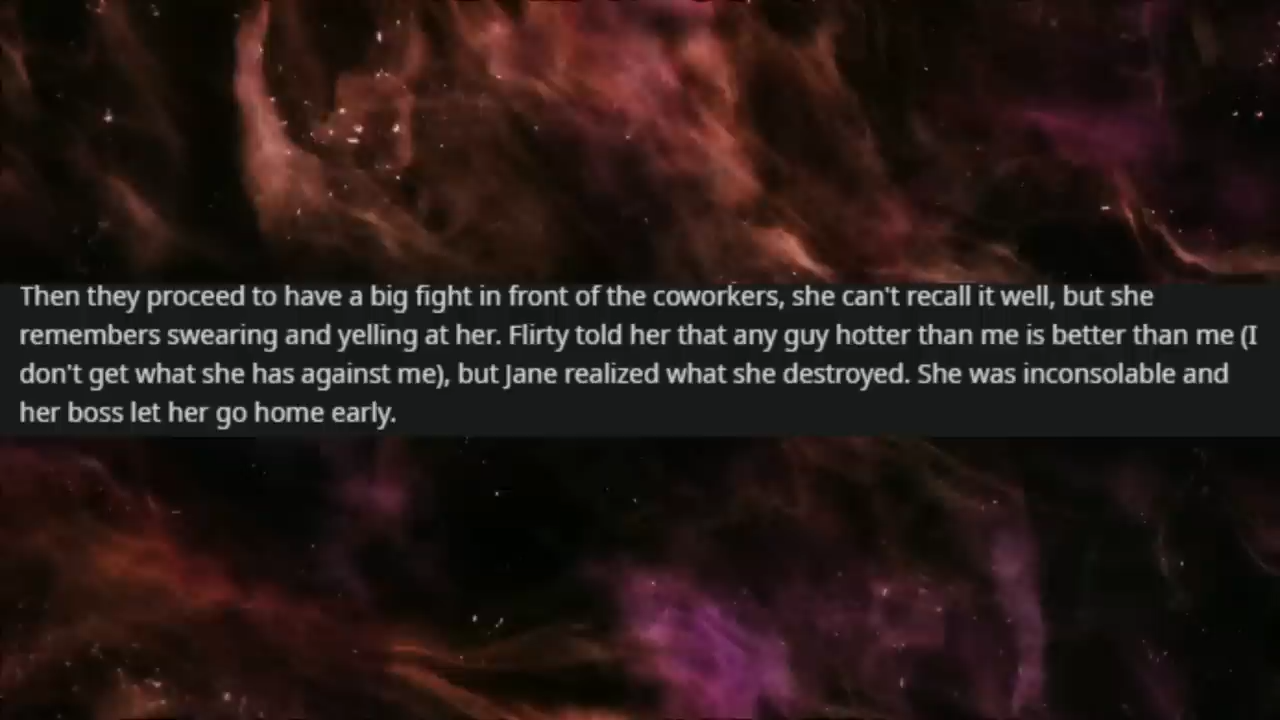 Then they proceed to have a big fight in front of the coworkers, she can't recall it well, but she
remembers swearing and yelling at her. Flirty told her that any guy hotter than me is better than me (I
don't get what she has against me), but Jane realized what she destroyed. She was inconsolable and
her boss let her go home early.